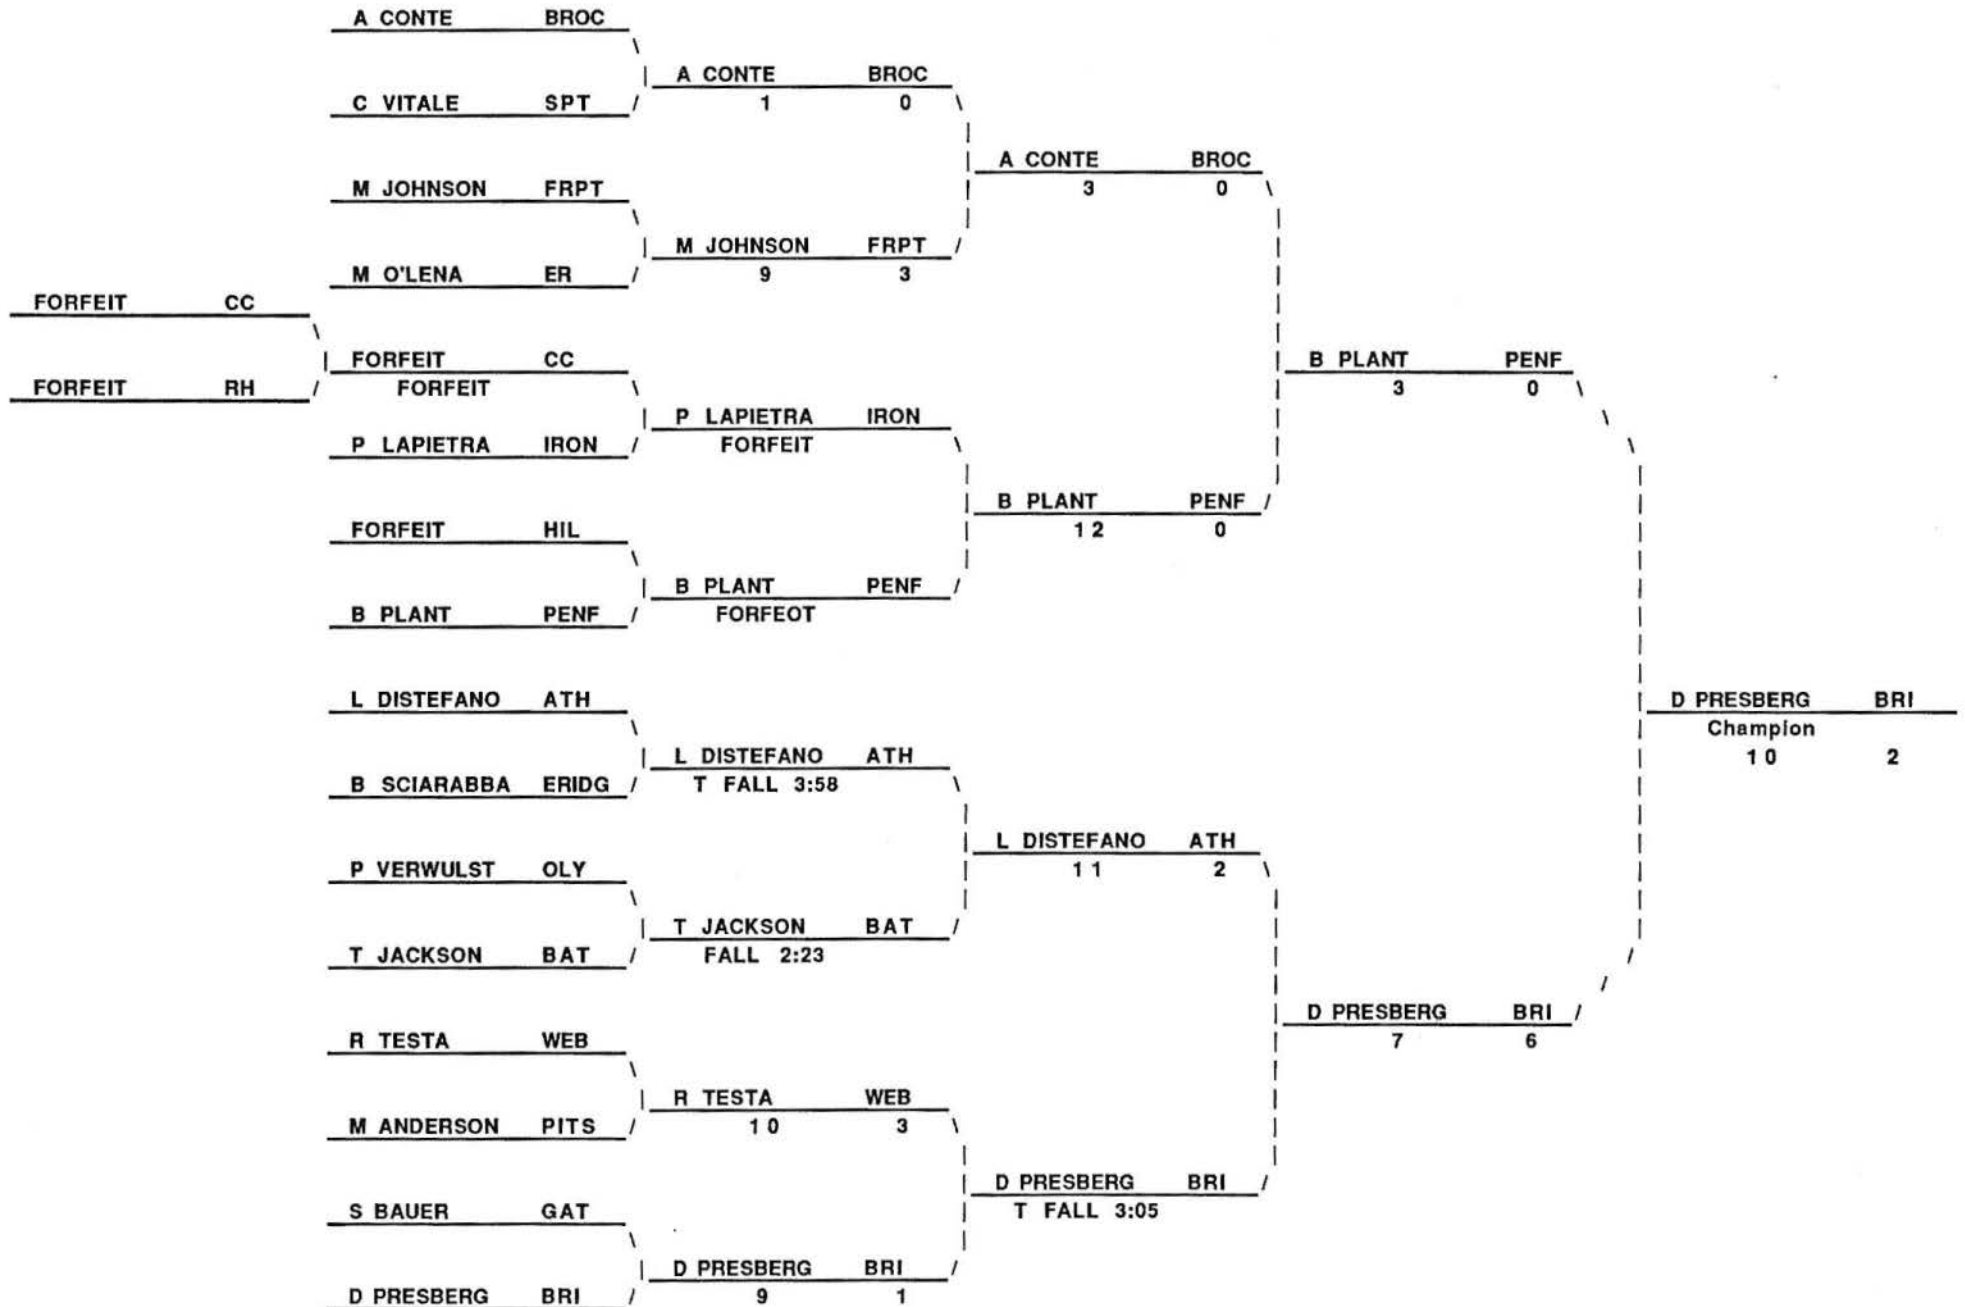 A CONTE BROC
A CONTE BROC
C VITALE SPT
1 0
A CONTE BROC
M JOHNSON FRPT
3 0
M JOHNSON FRPT
M O'LENA ER
9 3
FORFEIT CC
FORFEIT CC
B PLANT PENF
FORFEIT RH
FORFEIT
3 0
P LAPIETRA IRON
P LAPIETRA IRON
FORFEIT
B PLANT PENF
FORFEIT HIL
12 0
B PLANT PENF
B PLANT PENF
FORFEOT
L DISTEFANO ATH
D PRESBERG BRI
Champion
L DISTEFANO ATH
10 2
B SCIARABBA ERIDG
T FALL 3:58
L DISTEFANO ATH
P VERWULST OLY
11 2
T JACKSON BAT
T JACKSON BAT
FALL 2:23
D PRESBERG BRI
R TESTA WEB
7 6
R TESTA WEB
M ANDERSON PITS
10 3
D PRESBERG BRI
S BAUER GAT
T FALL 3:05
D PRESBERG BRI
D PRESBERG BRI
9 1